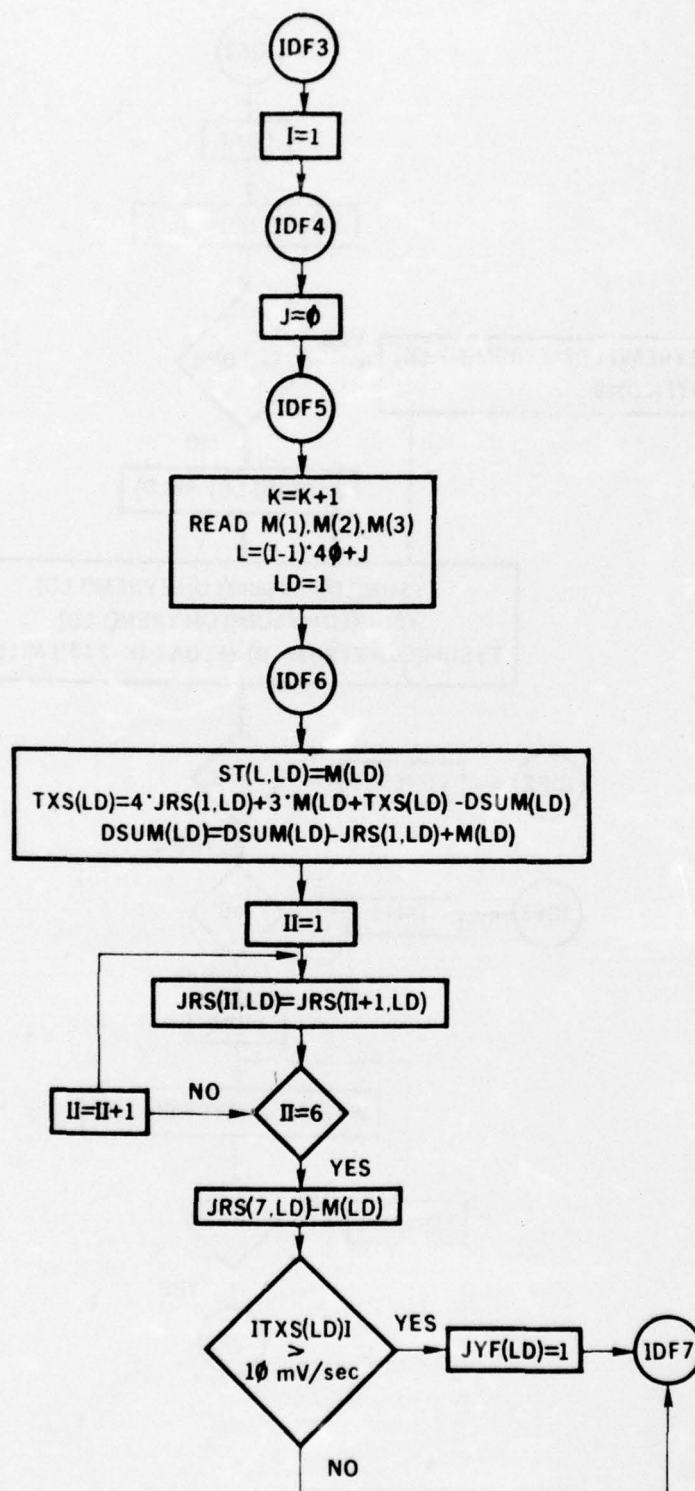 IDF3
I=1
IDF4
J=0
IDF5
K=K+1
READ M(1),M(2),M(3)
L=(I-1)*40+J
LD=1
IDF6
ST(L,LD)=M(LD)
TXS(LD)=4*JRS(1,LD)+3*M(LD+TXS(LD) -DSUM(LD)
DSUM(LD)=DSUM(LD)-JRS(1,LD)+M(LD)
II=1
JRS(II,LD)=JRS(II+1,LD)
II=II+1
NO
II=6
YES
JRS(7,LD)-M(LD)
ITXS(LD)I
>
10 mV/sec
YES
JYF(LD)=1
IDF7
NO